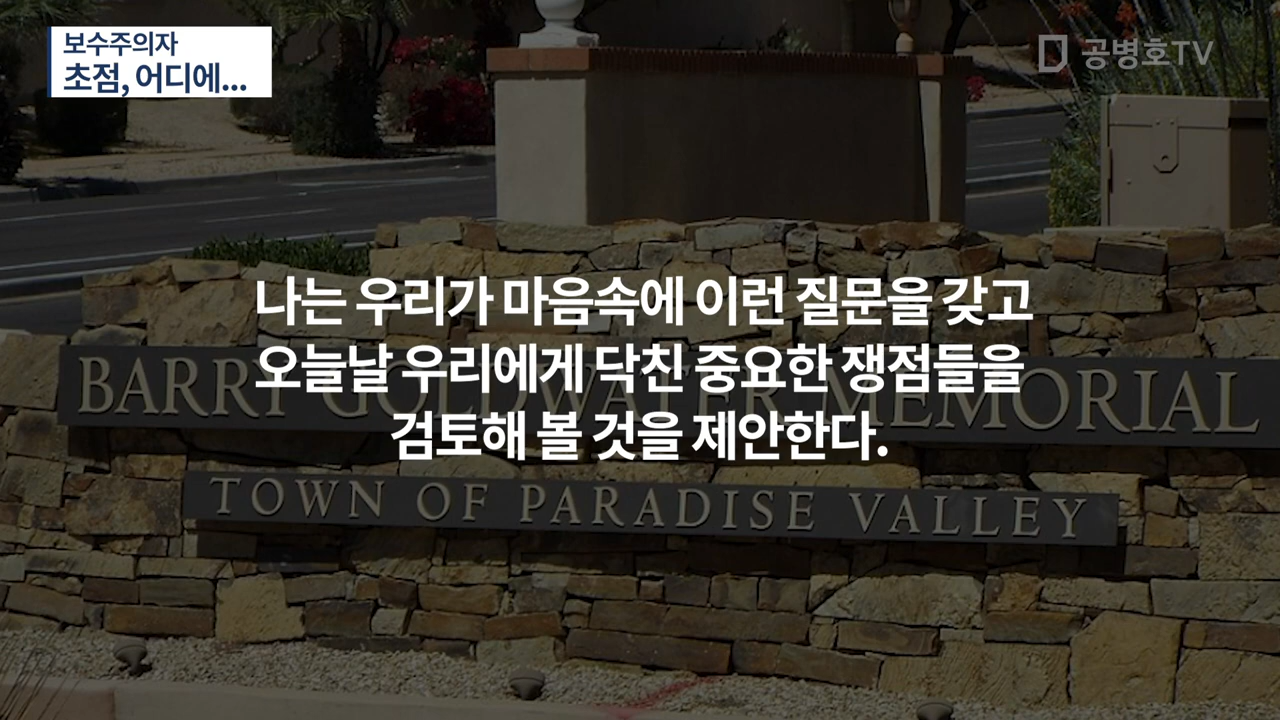 보수주의자
초점, 어디에...
공병호TV
나는 우리가 마음속에 이런 질문을 갖고
오늘날 우리에게 닥친 중요한 쟁점들을
검토해 볼 것을 제안한다.
BARRY GOLDWATER MEMORIAL
TOWN OF PARADISE VALLEY